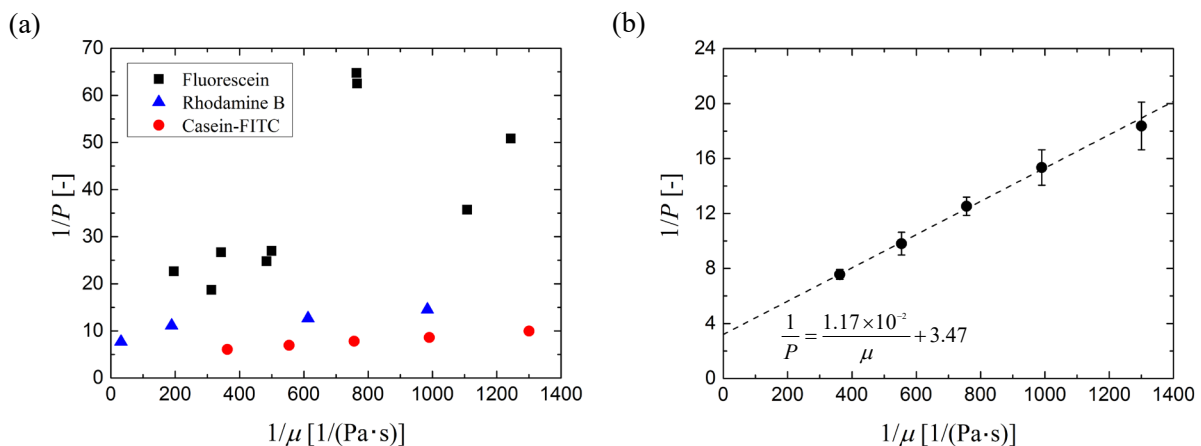 (a)
70
60
50
40
30
20
10
0
1/P [-]
Fluorescein
Rhodamine B
Casein-FITC
0 200 400 600 800 1000 1200 1400
1/μ [1/(Pa·s)]
(b)
24
20
16
12
8
4
0
1/P [-]
1/P = 1.17×10⁻²/μ + 3.47
0 200 400 600 800 1000 1200 1400
1/μ [1/(Pa·s)]